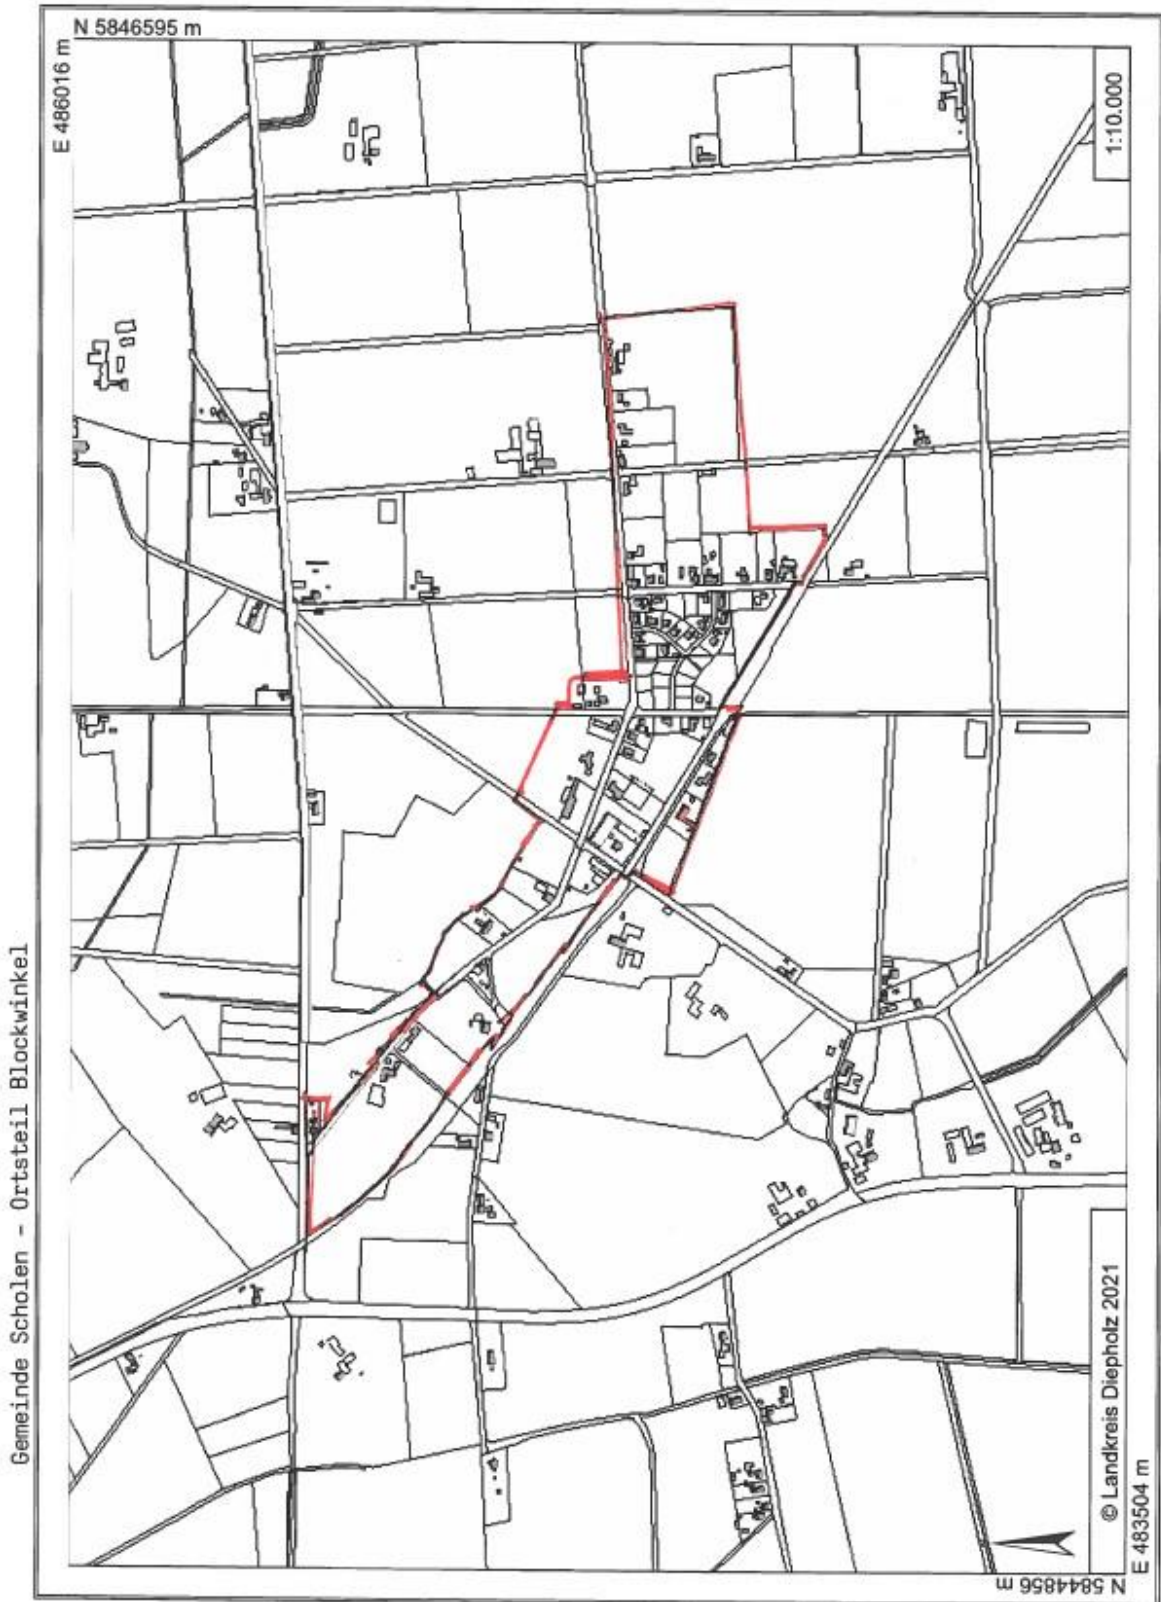 Gemeinde Scholen - Ortsteil Blockwinkel
N 5846595 m
E 486016 m
1:10.000
© Landkreis Diepholz 2021
E 483504 m
N 5844856 m